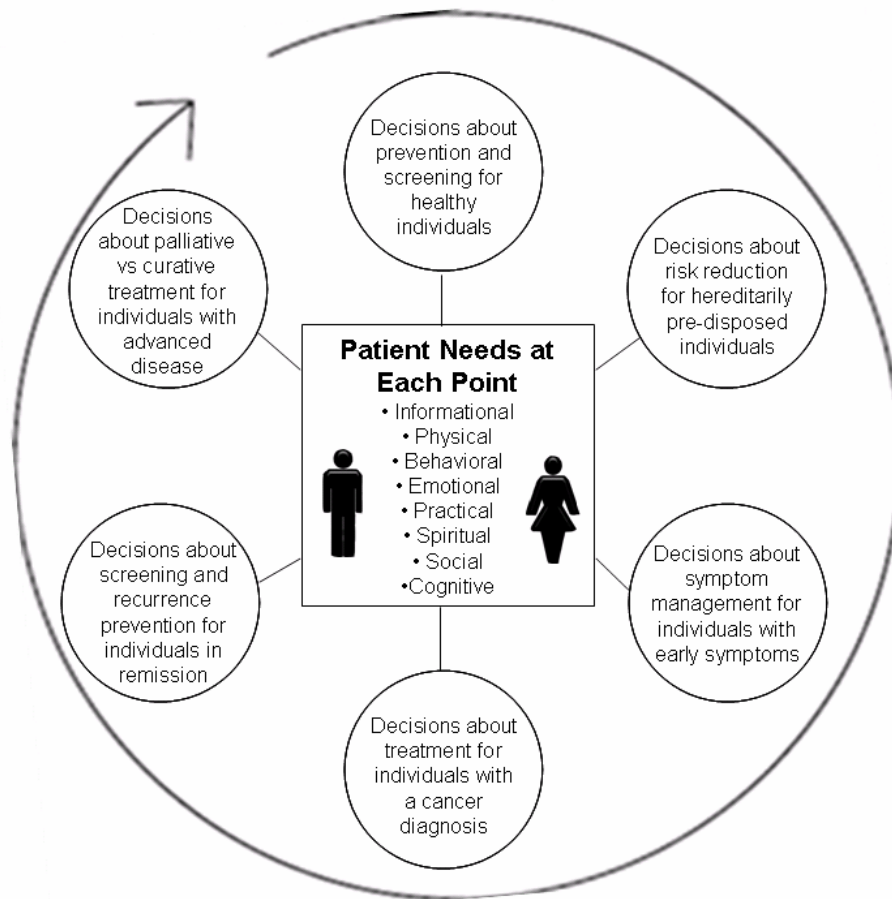 Decisions about
prevention and
screening for
healthy
individuals
Decisions about
risk reduction
for hereditarily
pre-disposed
individuals
Decisions about
symptom
management for
individuals with
early symptoms
Decisions about
treatment for
individuals with
a cancer
diagnosis
Decisions about
screening and
recurrence
prevention for
individuals in
remission
Decisions
about palliative
vs curative
treatment for
individuals with
advanced
disease
Patient Needs at
Each Point
• Informational
• Physical
• Behavioral
• Emotional
• Practical
• Spiritual
• Social
•Cognitive